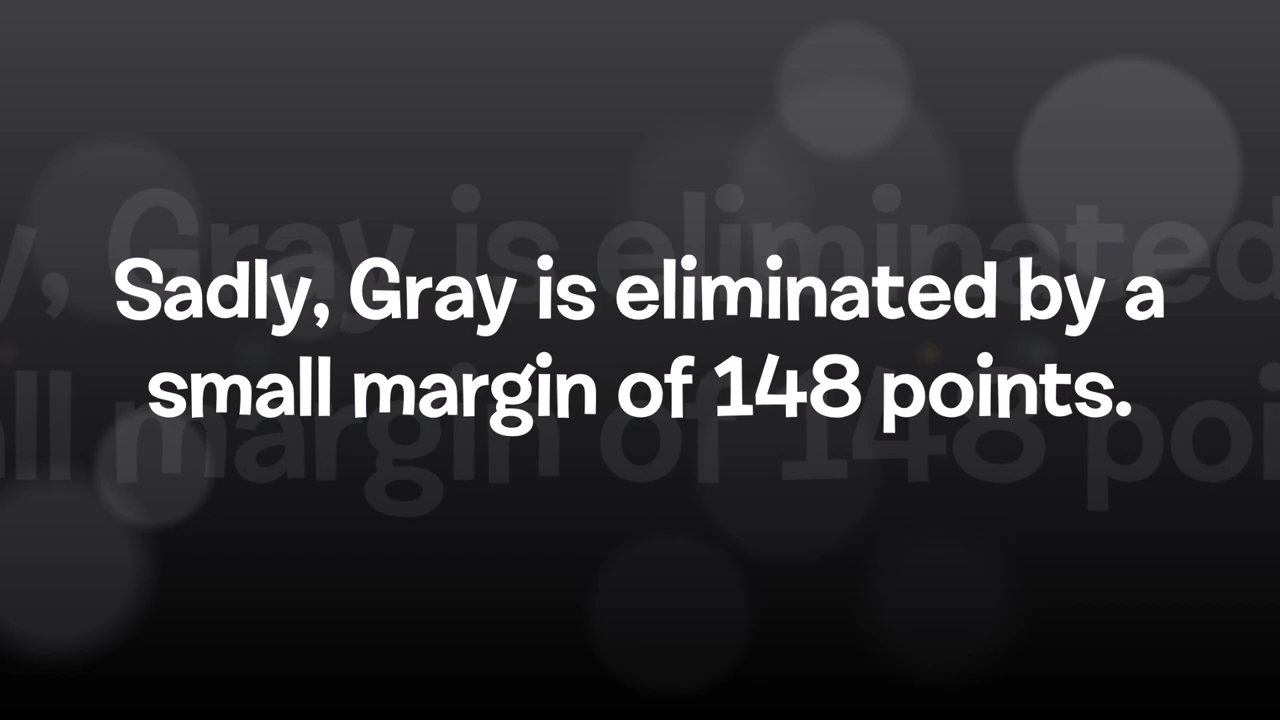 Sadly, Gray is eliminated by a
small margin of 148 points.